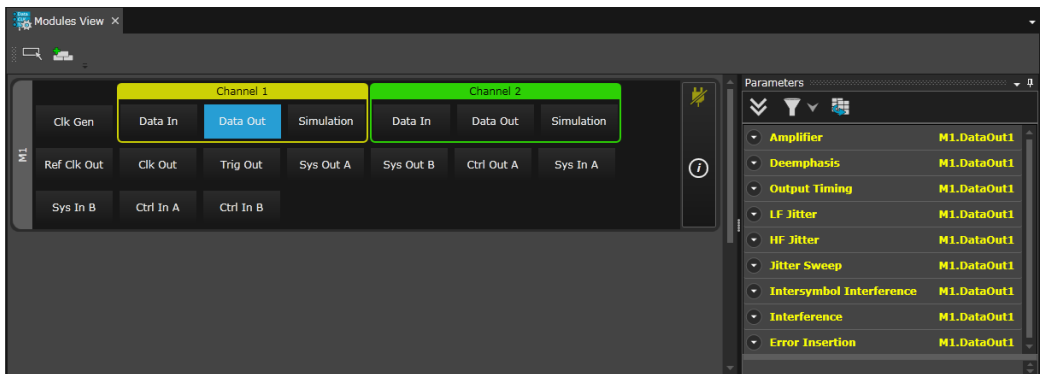 Modules View
Channel 1
Channel 2
Clk Gen
Data In
Data Out
Simulation
Data In
Data Out
Simulation
M1
Ref Clk Out
Clk Out
Trig Out
Sys Out A
Sys Out B
Ctrl Out A
Sys In A
Sys In B
Ctrl In A
Ctrl In B
Parameters
Amplifier M1.DataOut1
Deemphasis M1.DataOut1
Output Timing M1.DataOut1
LF Jitter M1.DataOut1
HF Jitter M1.DataOut1
Jitter Sweep M1.DataOut1
Intersymbol Interference M1.DataOut1
Interference M1.DataOut1
Error Insertion M1.DataOut1